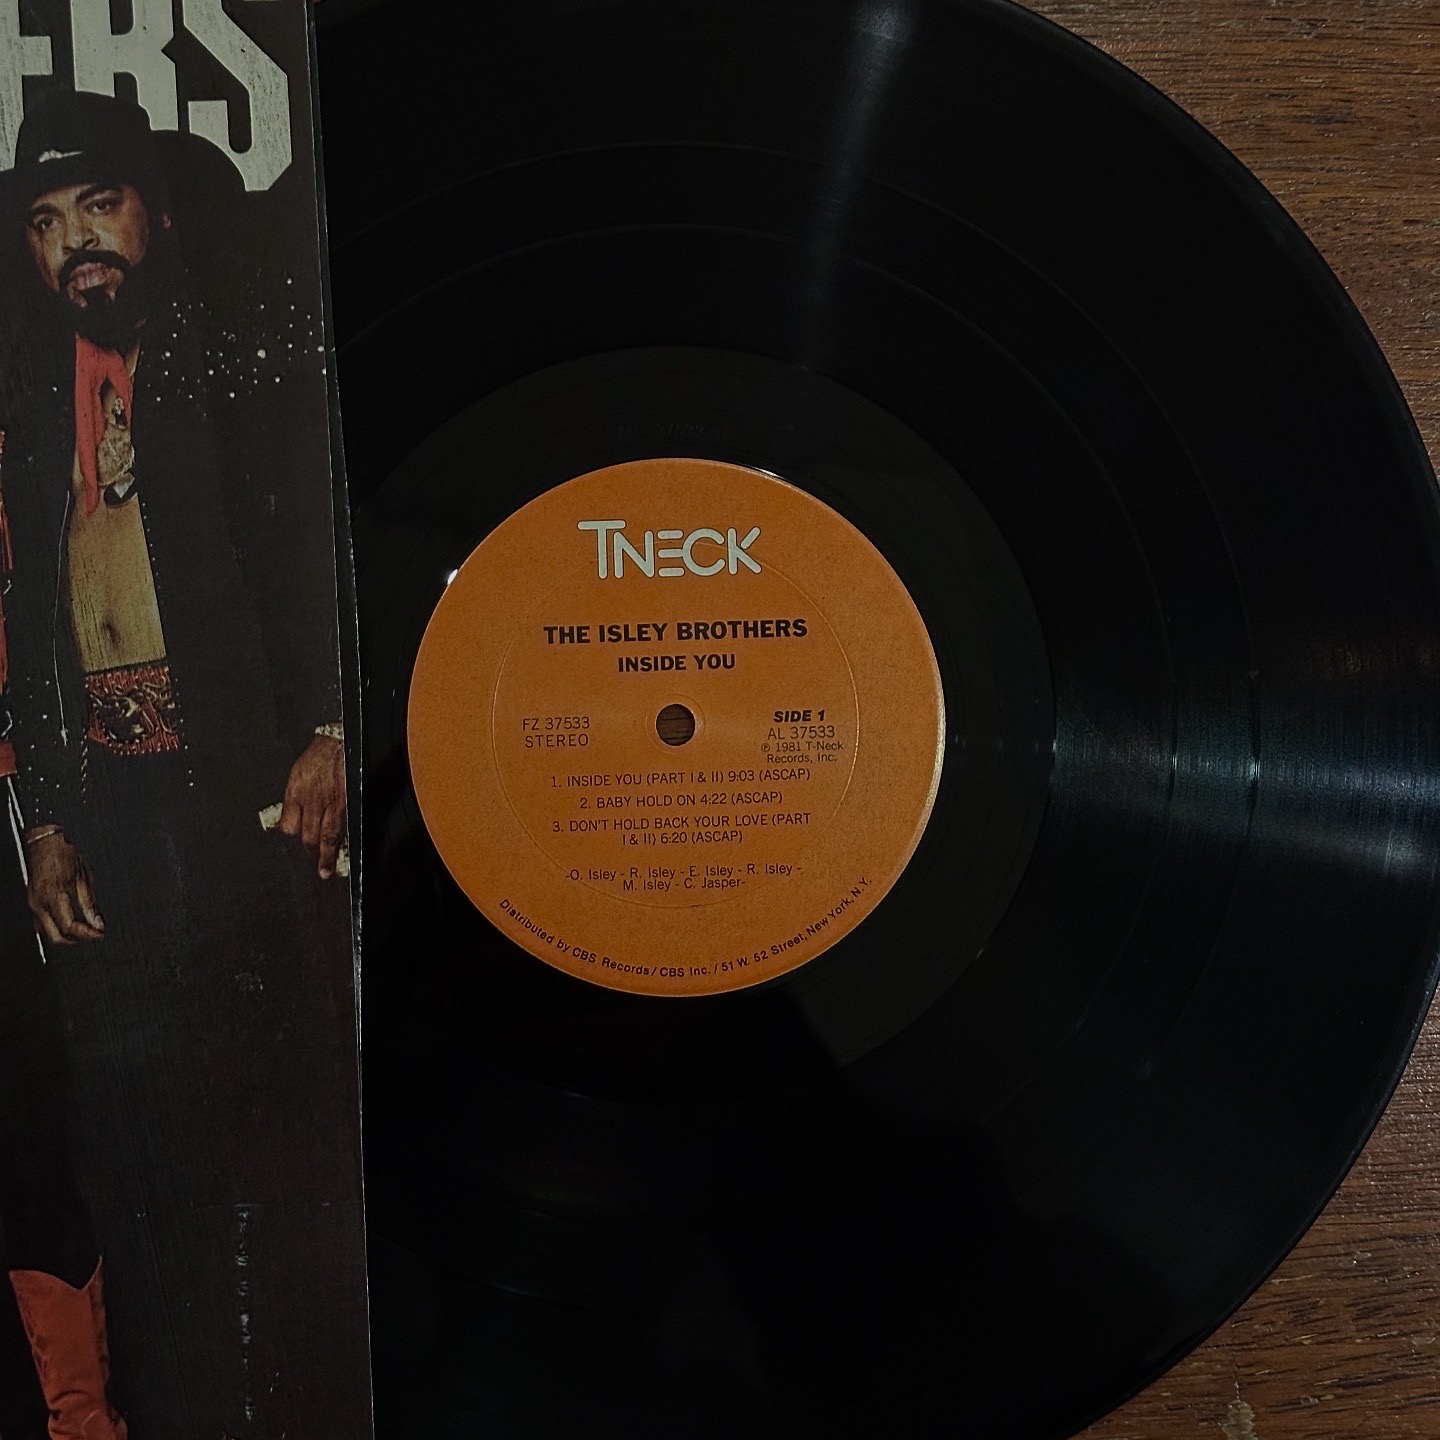 ERS
TNECK
THE ISLEY BROTHERS
INSIDE YOU
FZ 37533
STEREO
SIDE 1
AL 37533
℗ 1981 T-Neck
Records, Inc.
1. INSIDE YOU (PART I & II) 9:03 (ASCAP)
2. BABY HOLD ON 4:22 (ASCAP)
3. DON'T HOLD BACK YOUR LOVE (PART
I & II) 6:20 (ASCAP)
-O. Isley - R. Isley - E. Isley - R. Isley -
M. Isley - C. Jasper-
Distributed by CBS Records / CBS Inc. / 51 W. 52 Street, New York, N.Y.